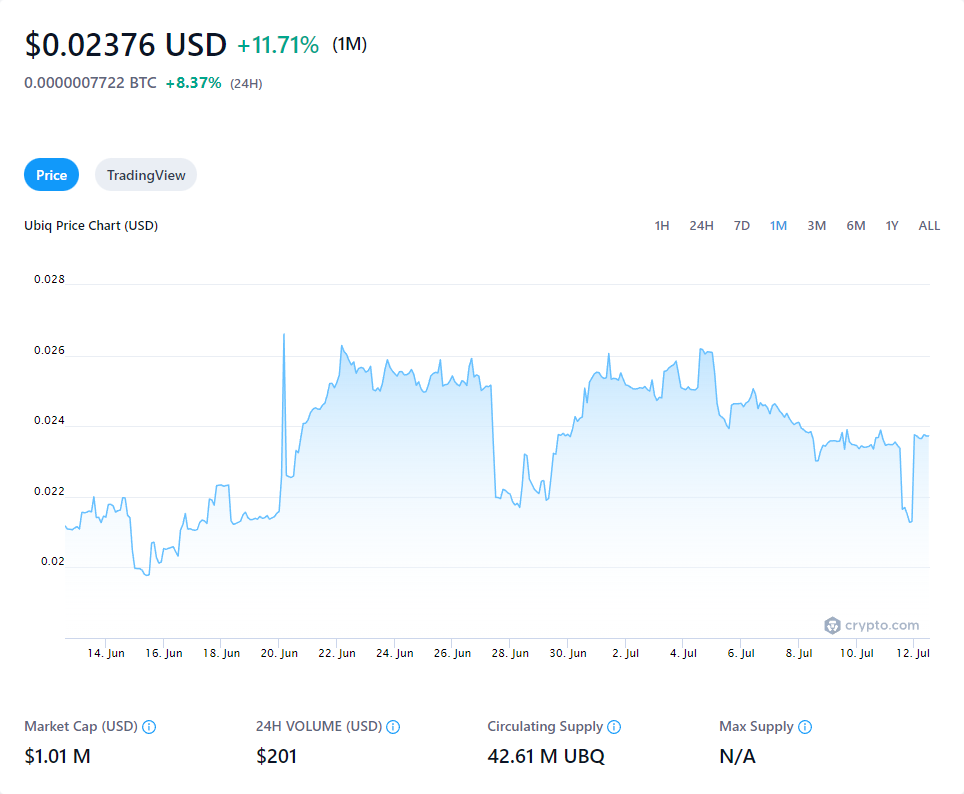 $0.02376 USD +11.71% (1M)
0.0000007722 BTC +8.37% (24H)
Price TradingView
Ubiq Price Chart (USD) 1H 24H 7D 1M 3M 6M 1Y ALL
0.028
0.026
0.024
0.022
0.02
crypto.com
14. Jun 16. Jun 18. Jun 20. Jun 22. Jun 24. Jun 26. Jun 28. Jun 30. Jun 2. Jul 4. Jul 6. Jul 8. Jul 10. Jul 12. Jul
Market Cap (USD) 24H VOLUME (USD) Circulating Supply Max Supply
$1.01 M $201 42.61 M UBQ N/A